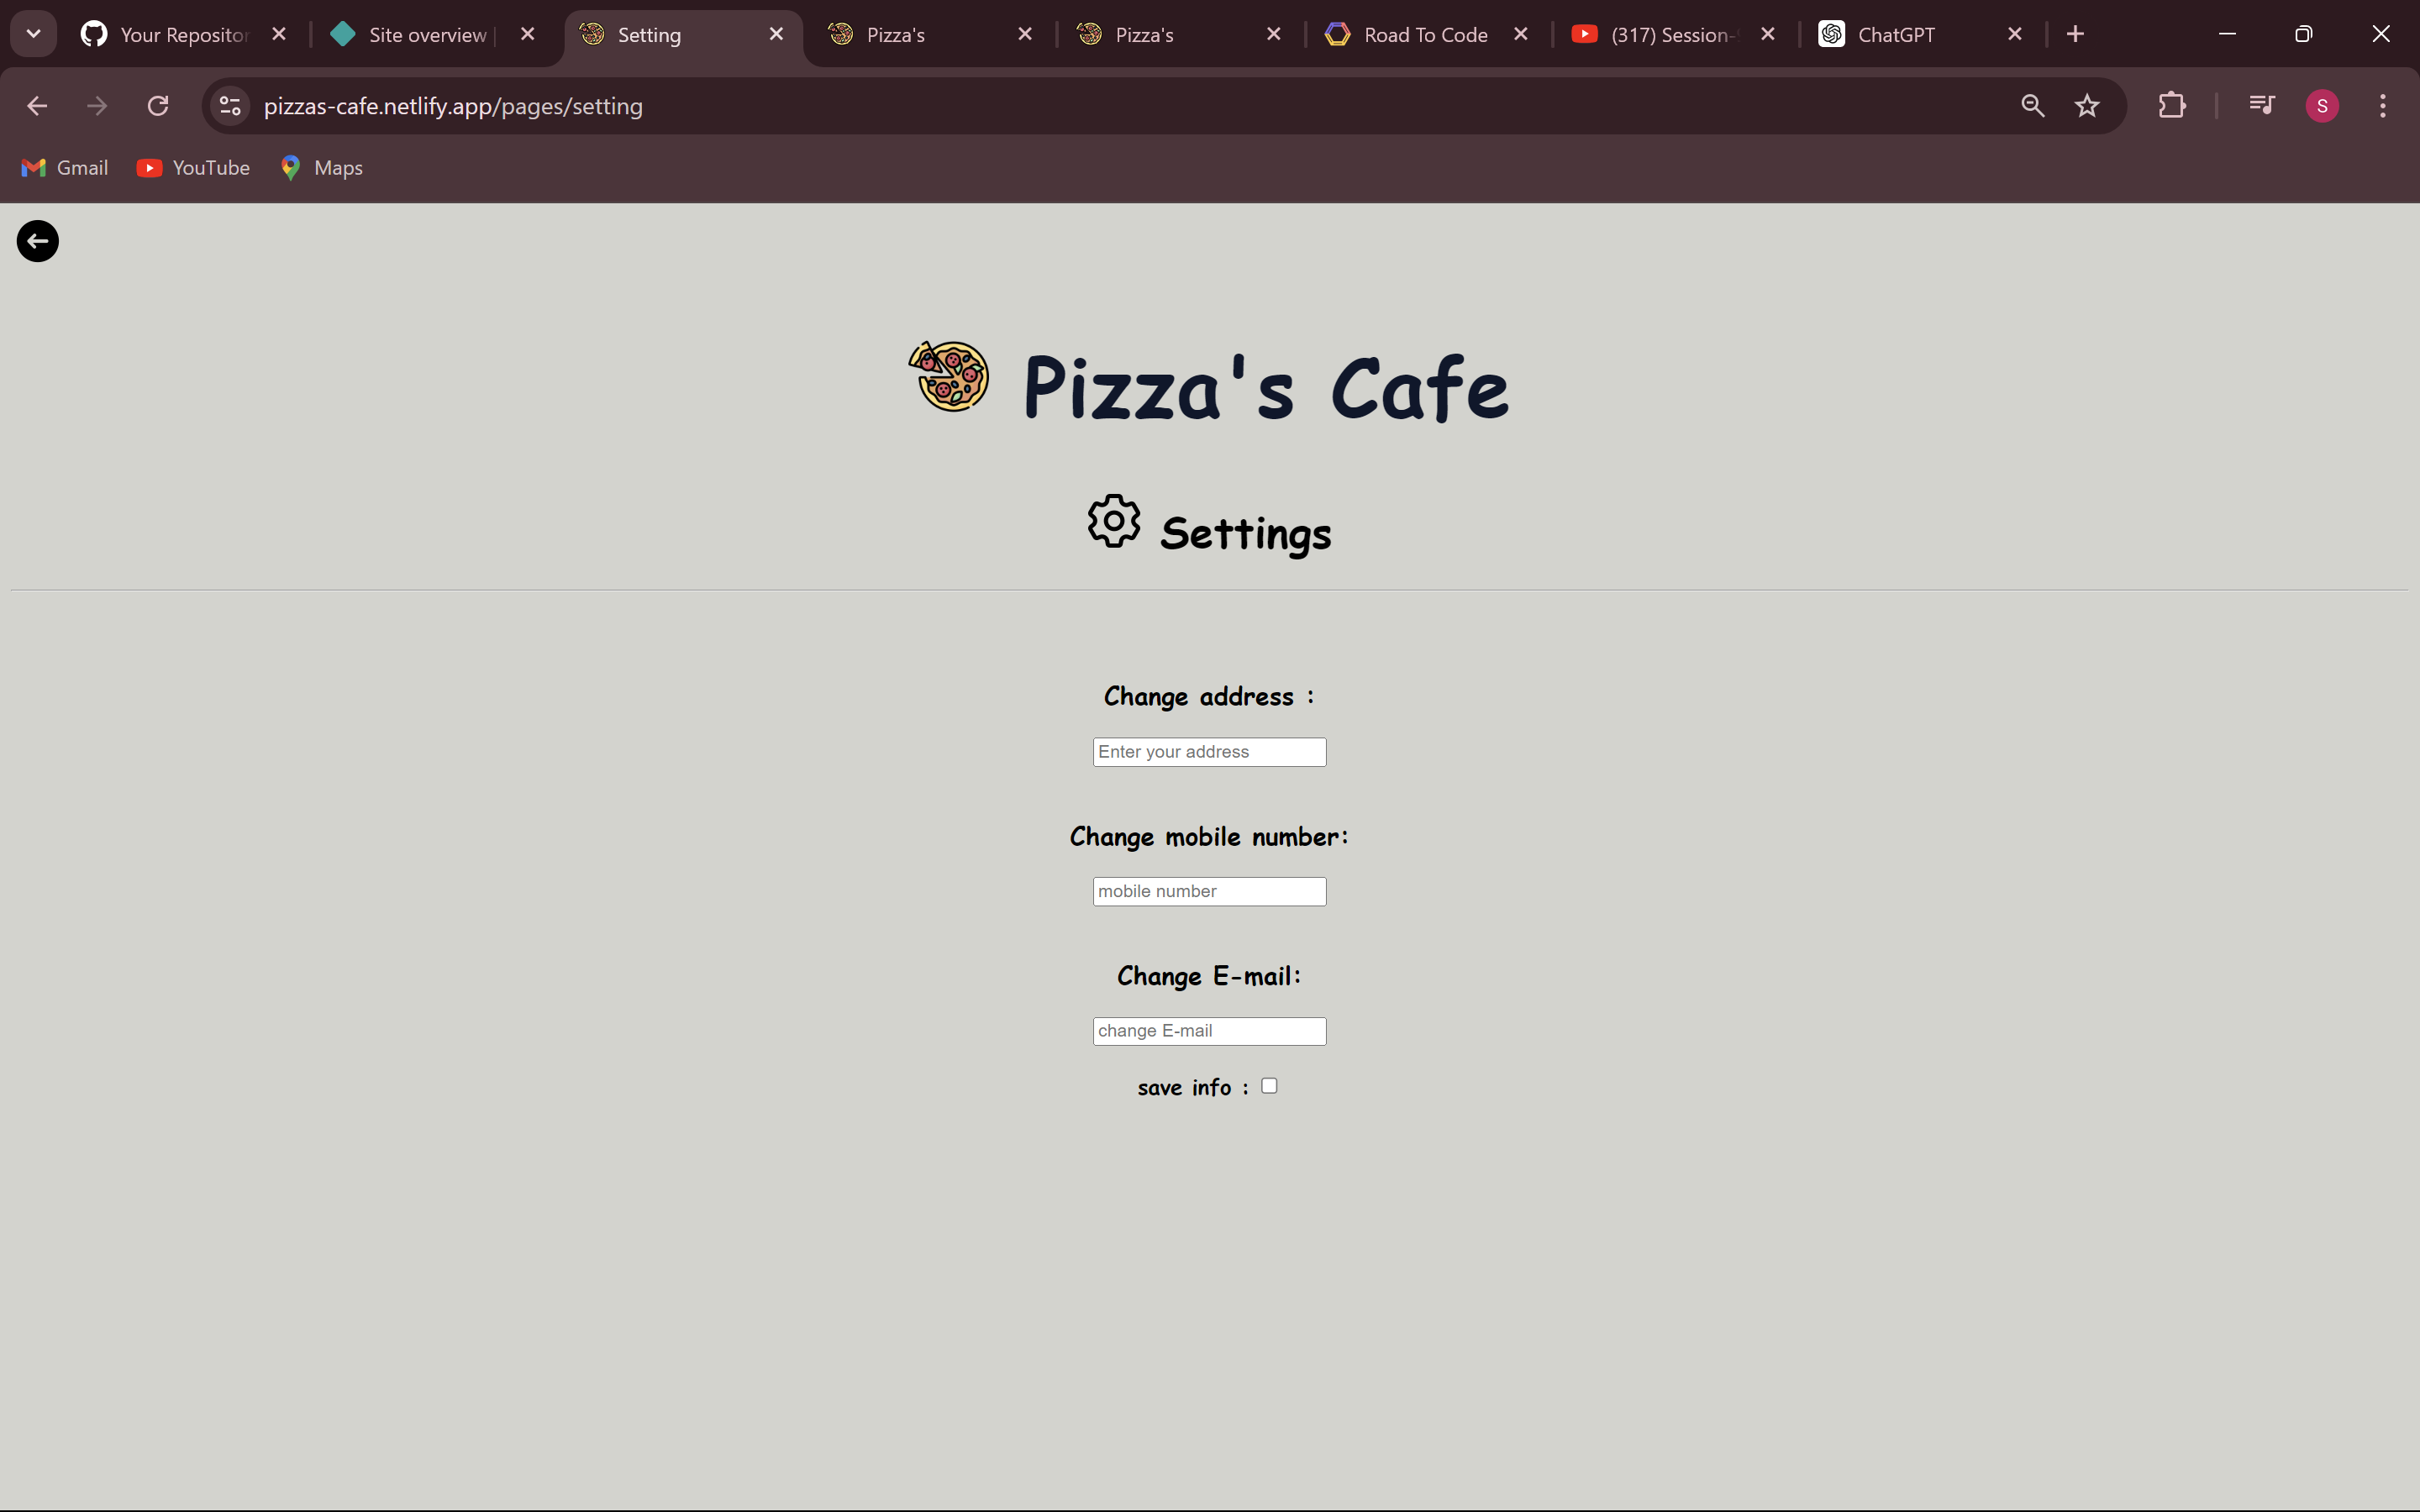 Your Repositor
Site overview |
Setting
Pizza's
Pizza's
Road To Code
(317) Session-
ChatGPT
pizzas-cafe.netlify.app/pages/setting
S
Gmail
YouTube
Maps
Pizza's Cafe
Settings
Change address :
Enter your address
Change mobile number:
mobile number
Change E-mail:
change E-mail
save info :